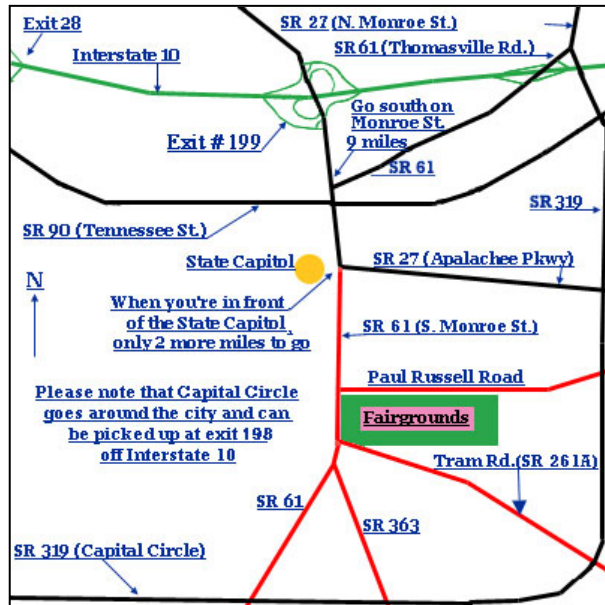 Exit 28
SR 27 (N. Monroe St.)
Interstate 10
SR 61 (Thomasville Rd.)
Go south on
Monroe St.
9 miles
Exit # 199
SR 61
SR 319
SR 90 (Tennessee St.)
State Capitol
SR 27 (Apalachee Pkwy)
N
When you're in front
of the State Capitol,
only 2 more miles to go
SR 61 (S. Monroe St.)
Paul Russell Road
Please note that Capital Circle
goes around the city and can
be picked up at exit 198
off Interstate 10
Fairgrounds
Tram Rd.(SR 261A)
SR 61
SR 363
SR 319 (Capital Circle)